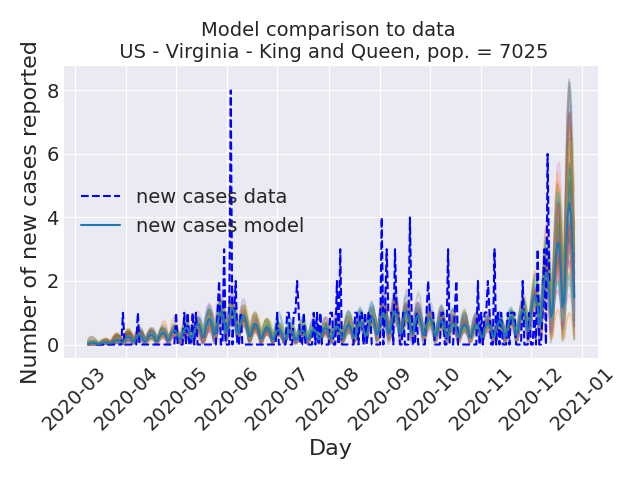 Model comparison to data
US - Virginia - King and Queen, pop. = 7025
Number of new cases reported
8
6
4
2
0
new cases data
new cases model
2020-03
2020-04
2020-05
2020-06
2020-07
2020-08
2020-09
2020-10
2020-11
2020-12
2021-01
Day